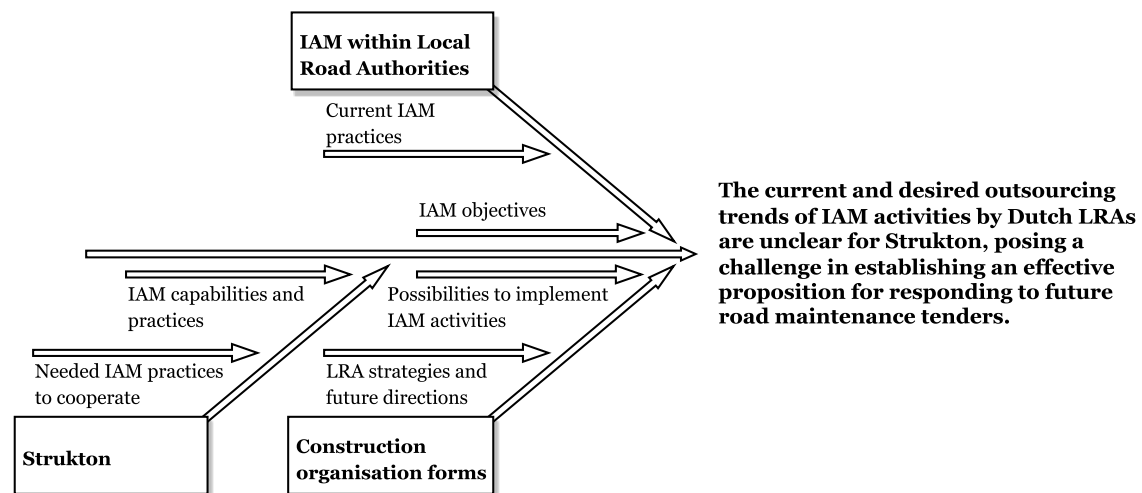 IAM within Local
Road Authorities
Current IAM
practices
IAM objectives
The current and desired outsourcing
trends of IAM activities by Dutch LRAs
are unclear for Strukton, posing a
challenge in establishing an effective
proposition for responding to future
road maintenance tenders.
IAM capabilities and
practices
Possibilities to implement
IAM activities
Needed IAM practices
to cooperate
LRA strategies and
future directions
Strukton
Construction
organisation forms